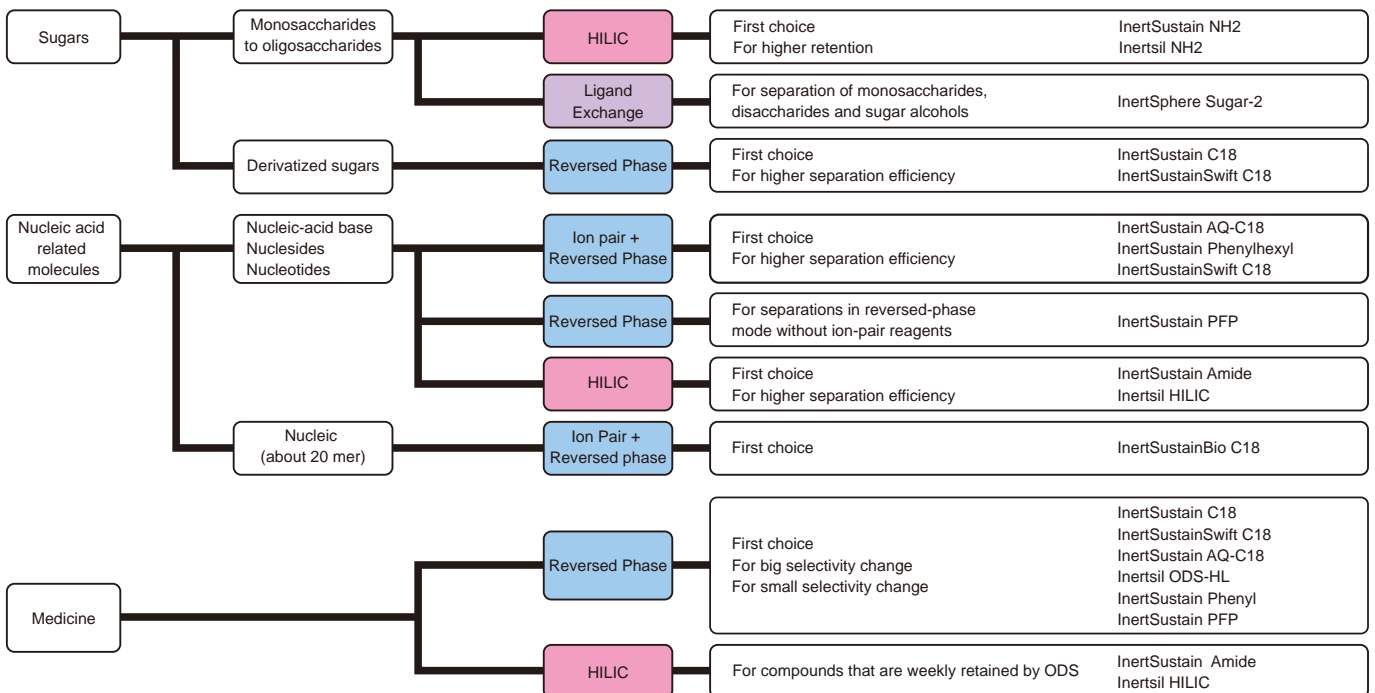 Sugars
Monosaccharides
to oligosaccharides
HILIC
First choice
For higher retention
InertSustain NH2
Inertsil NH2
Ligand
Exchange
For separation of monosaccharides,
disaccharides and sugar alcohols
InertSphere Sugar-2
Derivatized sugars
Reversed Phase
First choice
For higher separation efficiency
InertSustain C18
InertSustainSwift C18
Nucleic acid
related
molecules
Nucleic-acid base
Nuclesides
Nucleotides
Ion pair +
Reversed Phase
First choice
For higher separation efficiency
InertSustain AQ-C18
InertSustain Phenylhexyl
InertSustainSwift C18
Reversed Phase
For separations in reversed-phase
mode without ion-pair reagents
InertSustain PFP
HILIC
First choice
For higher separation efficiency
InertSustain Amide
Inertsil HILIC
Nucleic
(about 20 mer)
Ion Pair +
Reversed phase
First choice
InertSustainBio C18
Medicine
Reversed Phase
First choice
For big selectivity change
For small selectivity change
InertSustain C18
InertSustainSwift C18
InertSustain AQ-C18
Inertsil ODS-HL
InertSustain Phenyl
InertSustain PFP
HILIC
For compounds that are weekly retained by ODS
InertSustain Amide
Inertsil HILIC